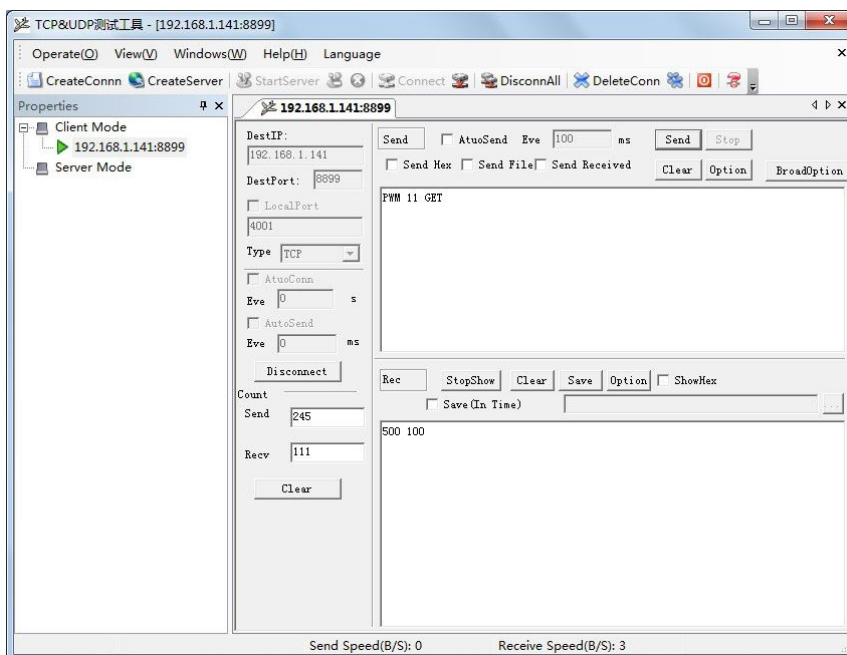 TCP&UDP测试工具 - [192.168.1.141:8899]
Operate(O) View(V) Windows(W) Help(H) Language
CreateConnn CreateServer StartServer Connect DisconnAll DeleteConn
Properties
Client Mode
192.168.1.141:8899
Server Mode
192.168.1.141:8899
DestIP:
192.168.1.141
DestPort: 8899
LocalPort
4001
Type TCP
AtuoConn
Eve 0 s
AutoSend
Eve 0 ms
Disconnect
Count
Send 245
Recv 111
Clear
Send AtuoSend Eve 100 ms Send Stop
Send Hex Send File Send Received Clear Option BroadOption
PWM 11 GET
Rec StopShow Clear Save Option ShowHex
Save(In Time) ...
500 100
Send Speed(B/S): 0 Receive Speed(B/S): 3